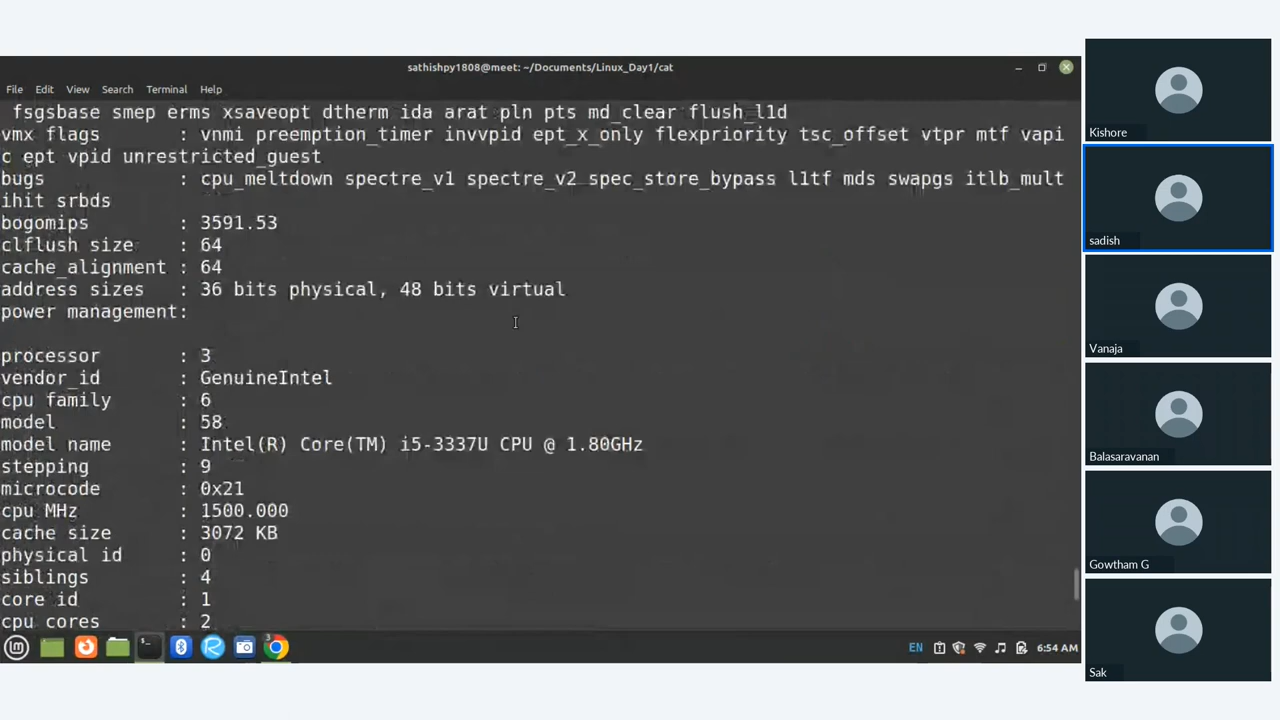 sathishpy1808@meet: ~/Documents/Linux_Day1/cat
File Edit View Search Terminal Help
fsgsbase smep erms xsaveopt dtherm ida arat pln pts md_clear flush_l1d
vmx flags : vnmi preemption_timer invvpid ept_x_only flexpriority tsc_offset vtpr mtf vapi
c ept vpid unrestricted_guest
bugs : cpu_meltdown spectre_v1 spectre_v2 spec_store_bypass l1tf mds swapgs itlb_mult
ihit srbds
bogomips : 3591.53
clflush size : 64
cache_alignment : 64
address sizes : 36 bits physical, 48 bits virtual
power management:
processor : 3
vendor_id : GenuineIntel
cpu family : 6
model : 58
model name : Intel(R) Core(TM) i5-3337U CPU @ 1.80GHz
stepping : 9
microcode : 0x21
cpu MHz : 1500.000
cache size : 3072 KB
physical id : 0
siblings : 4
core id : 1
cpu cores : 2
3
EN
6:54 AM
Kishore
sadish
Vanaja
Balasaravanan
Gowtham G
Sak